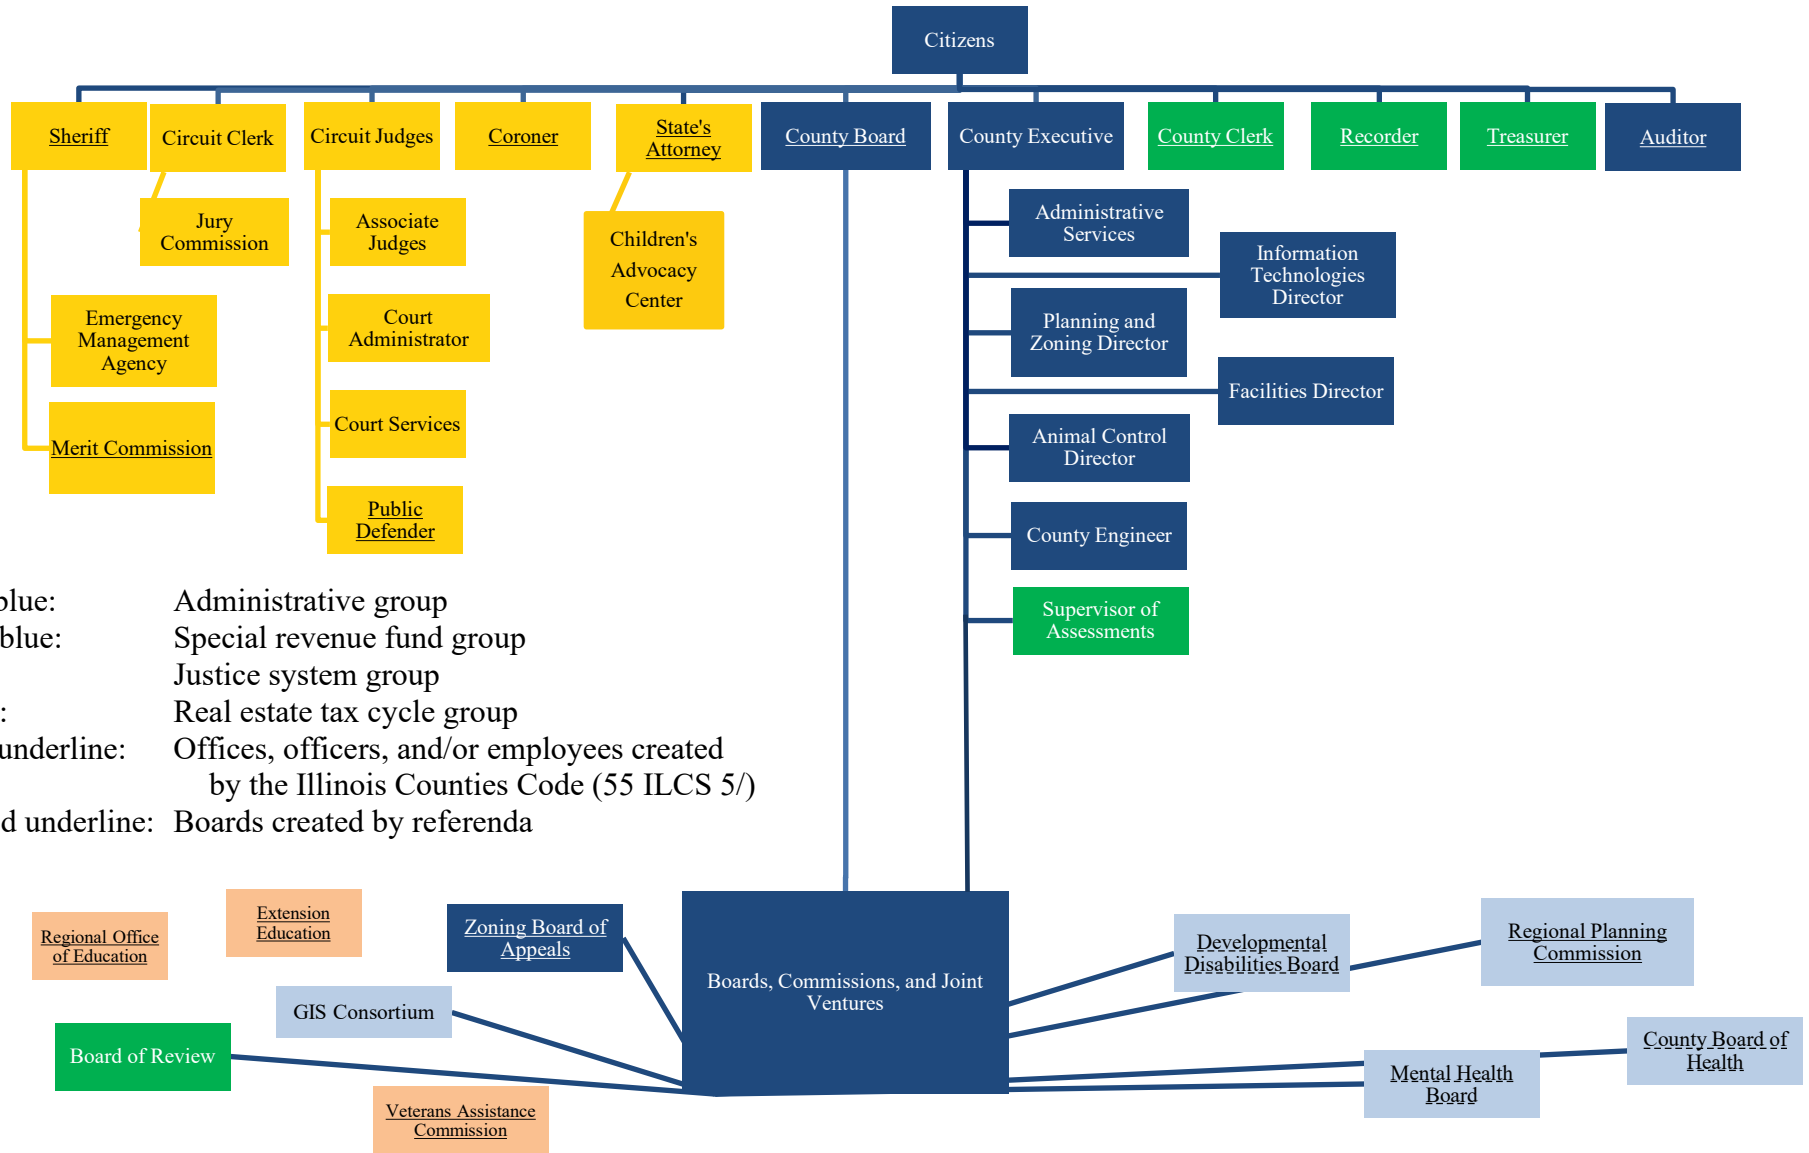 Citizens
Sheriff
Circuit Clerk
Circuit Judges
Coroner
State's
Attorney
County Board
County Executive
County Clerk
Recorder
Treasurer
Auditor
Jury
Commission
Emergency
Management
Agency
Merit Commission
Associate
Judges
Court
Administrator
Court Services
Public
Defender
Children's
Advocacy
Center
Administrative
Services
Information
Technologies
Director
Planning and
Zoning Director
Facilities Director
Animal Control
Director
County Engineer
Supervisor of
Assessments
blue: Administrative group
blue: Special revenue fund group
Justice system group
: Real estate tax cycle group
underline: Offices, officers, and/or employees created
by the Illinois Counties Code (55 ILCS 5/)
d underline: Boards created by referenda
Regional Office
of Education
Extension
Education
Zoning Board of
Appeals
GIS Consortium
Board of Review
Veterans Assistance
Commission
Boards, Commissions, and Joint
Ventures
Developmental
Disabilities Board
Regional Planning
Commission
County Board of
Health
Mental Health
Board